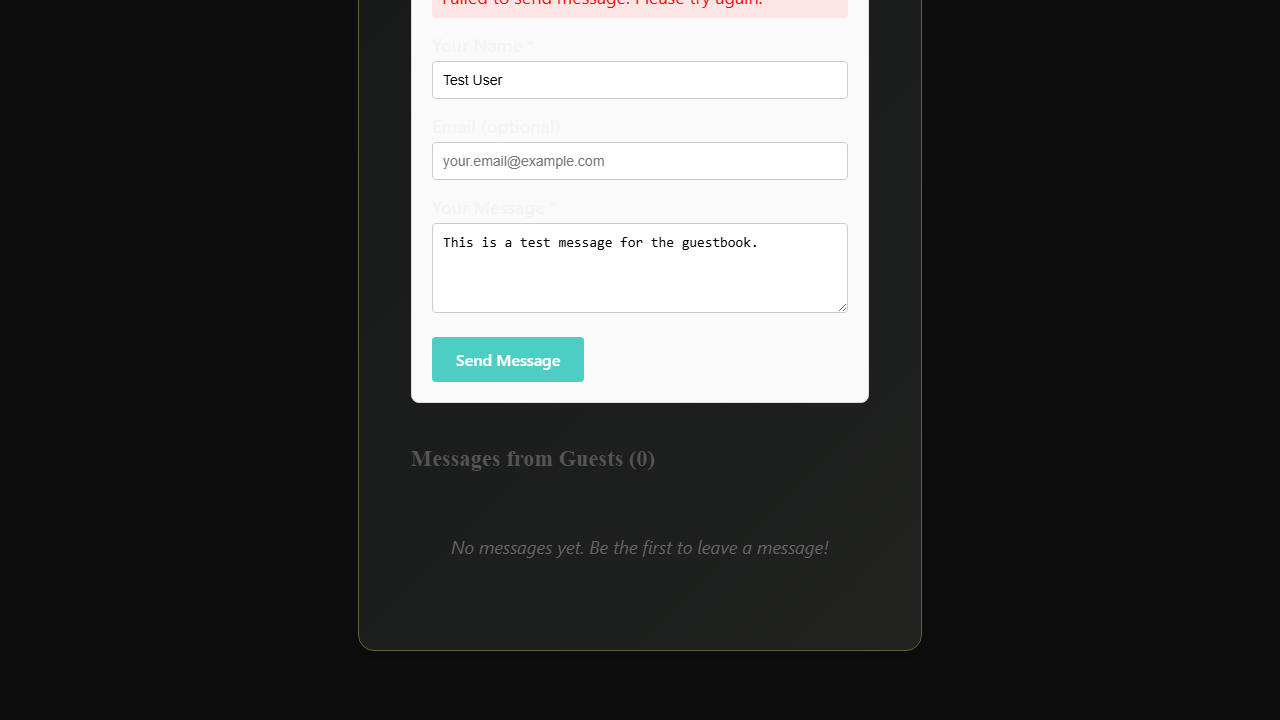 Failed to send message. Please try again.
Your Name *
Test User
Email (optional)
your.email@example.com
Your Message *
This is a test message for the guestbook.
Send Message
Messages from Guests (0)
No messages yet. Be the first to leave a message!